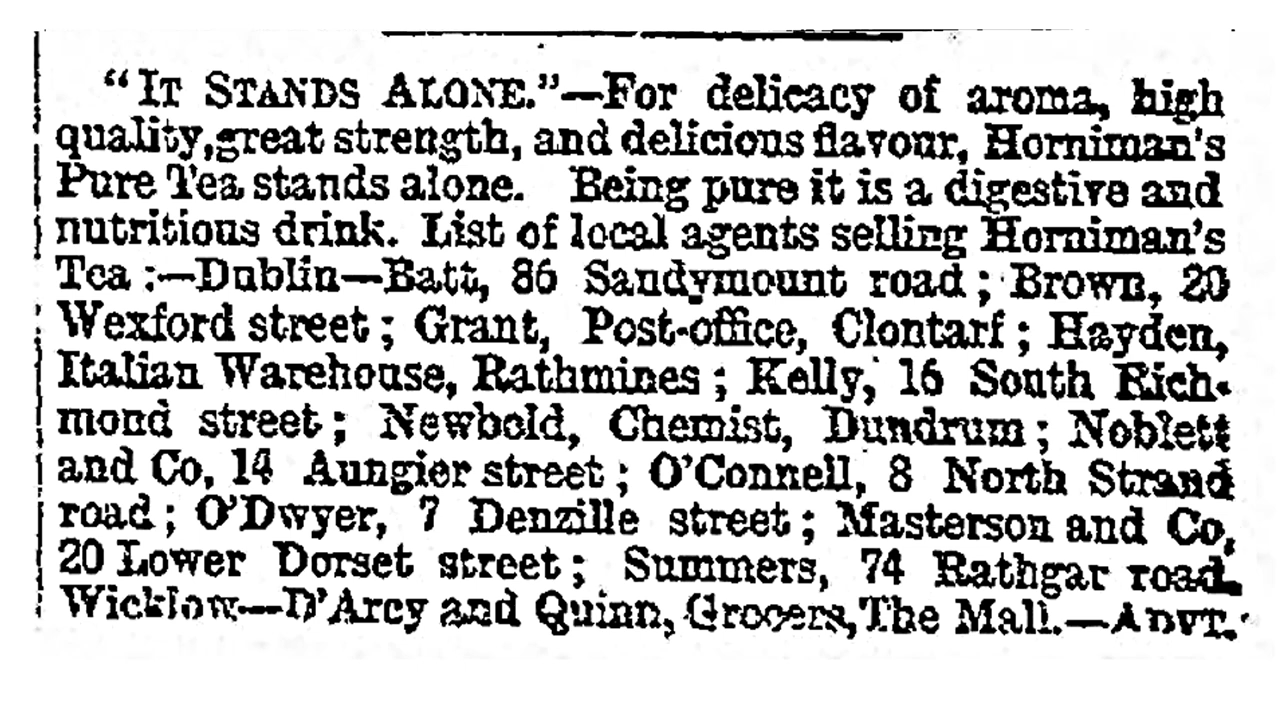 "IT STANDS ALONE."—For delicacy of aroma, high
quality, great strength, and delicious flavour, Horniman's
Pure Tea stands alone. Being pure it is a digestive and
nutritious drink. List of local agents selling Horniman's
Tea :—Dublin—Batt, 86 Sandymount road ; Brown, 20
Wexford street ; Grant, Post-office, Clontarf ; Hayden,
Italian Warehouse, Rathmines ; Kelly, 16 South Rich-
mond street ; Newbold, Chemist, Dundrum ; Noblett
and Co, 14 Aungier street ; O'Connell, 8 North Strand
road ; O'Dwyer, 7 Denzille street ; Masterson and Co,
20 Lower Dorset street ; Summers, 74 Rathgar road.
Wicklow—D'Arcy and Quinn, Grocers, The Mall.—ADVT.